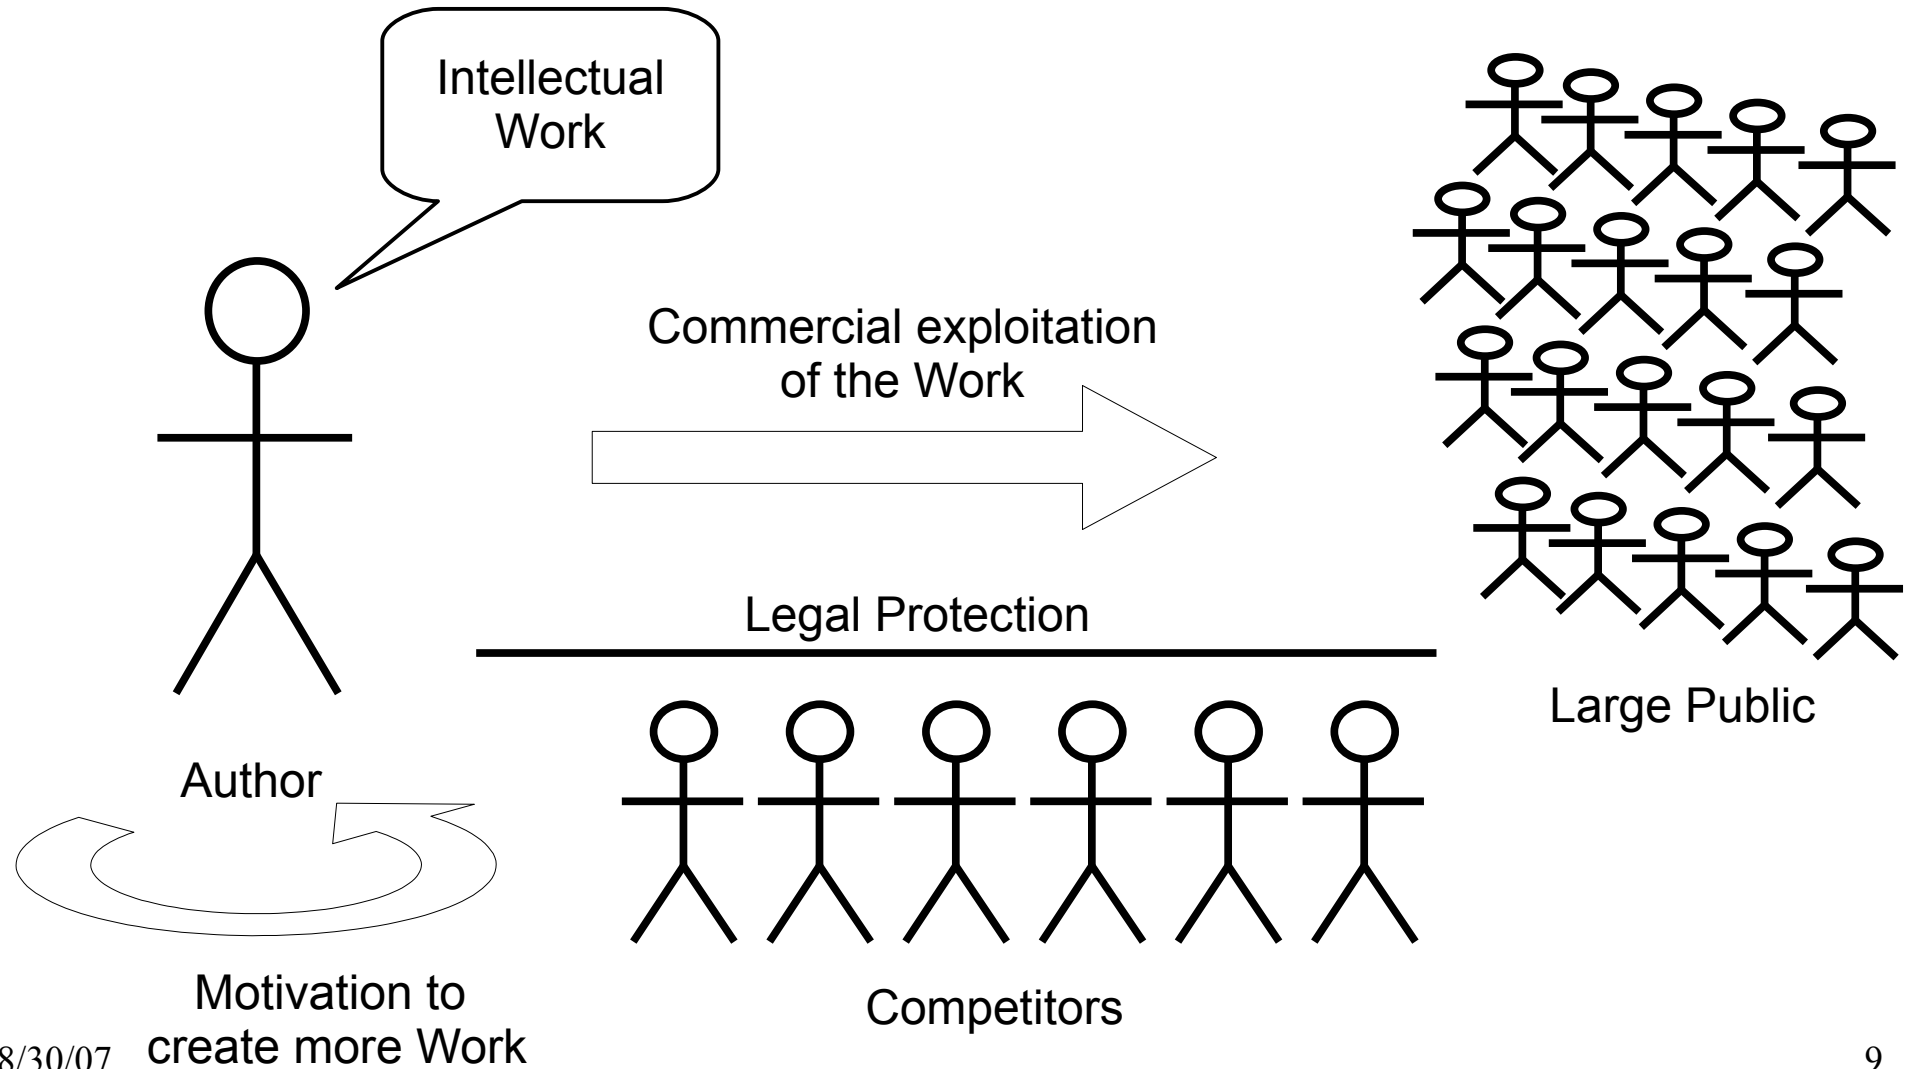 Intellectual
Work
Commercial exploitation
of the Work
Legal Protection
Large Public
Author
Motivation to
create more Work
Competitors
8/30/07
9